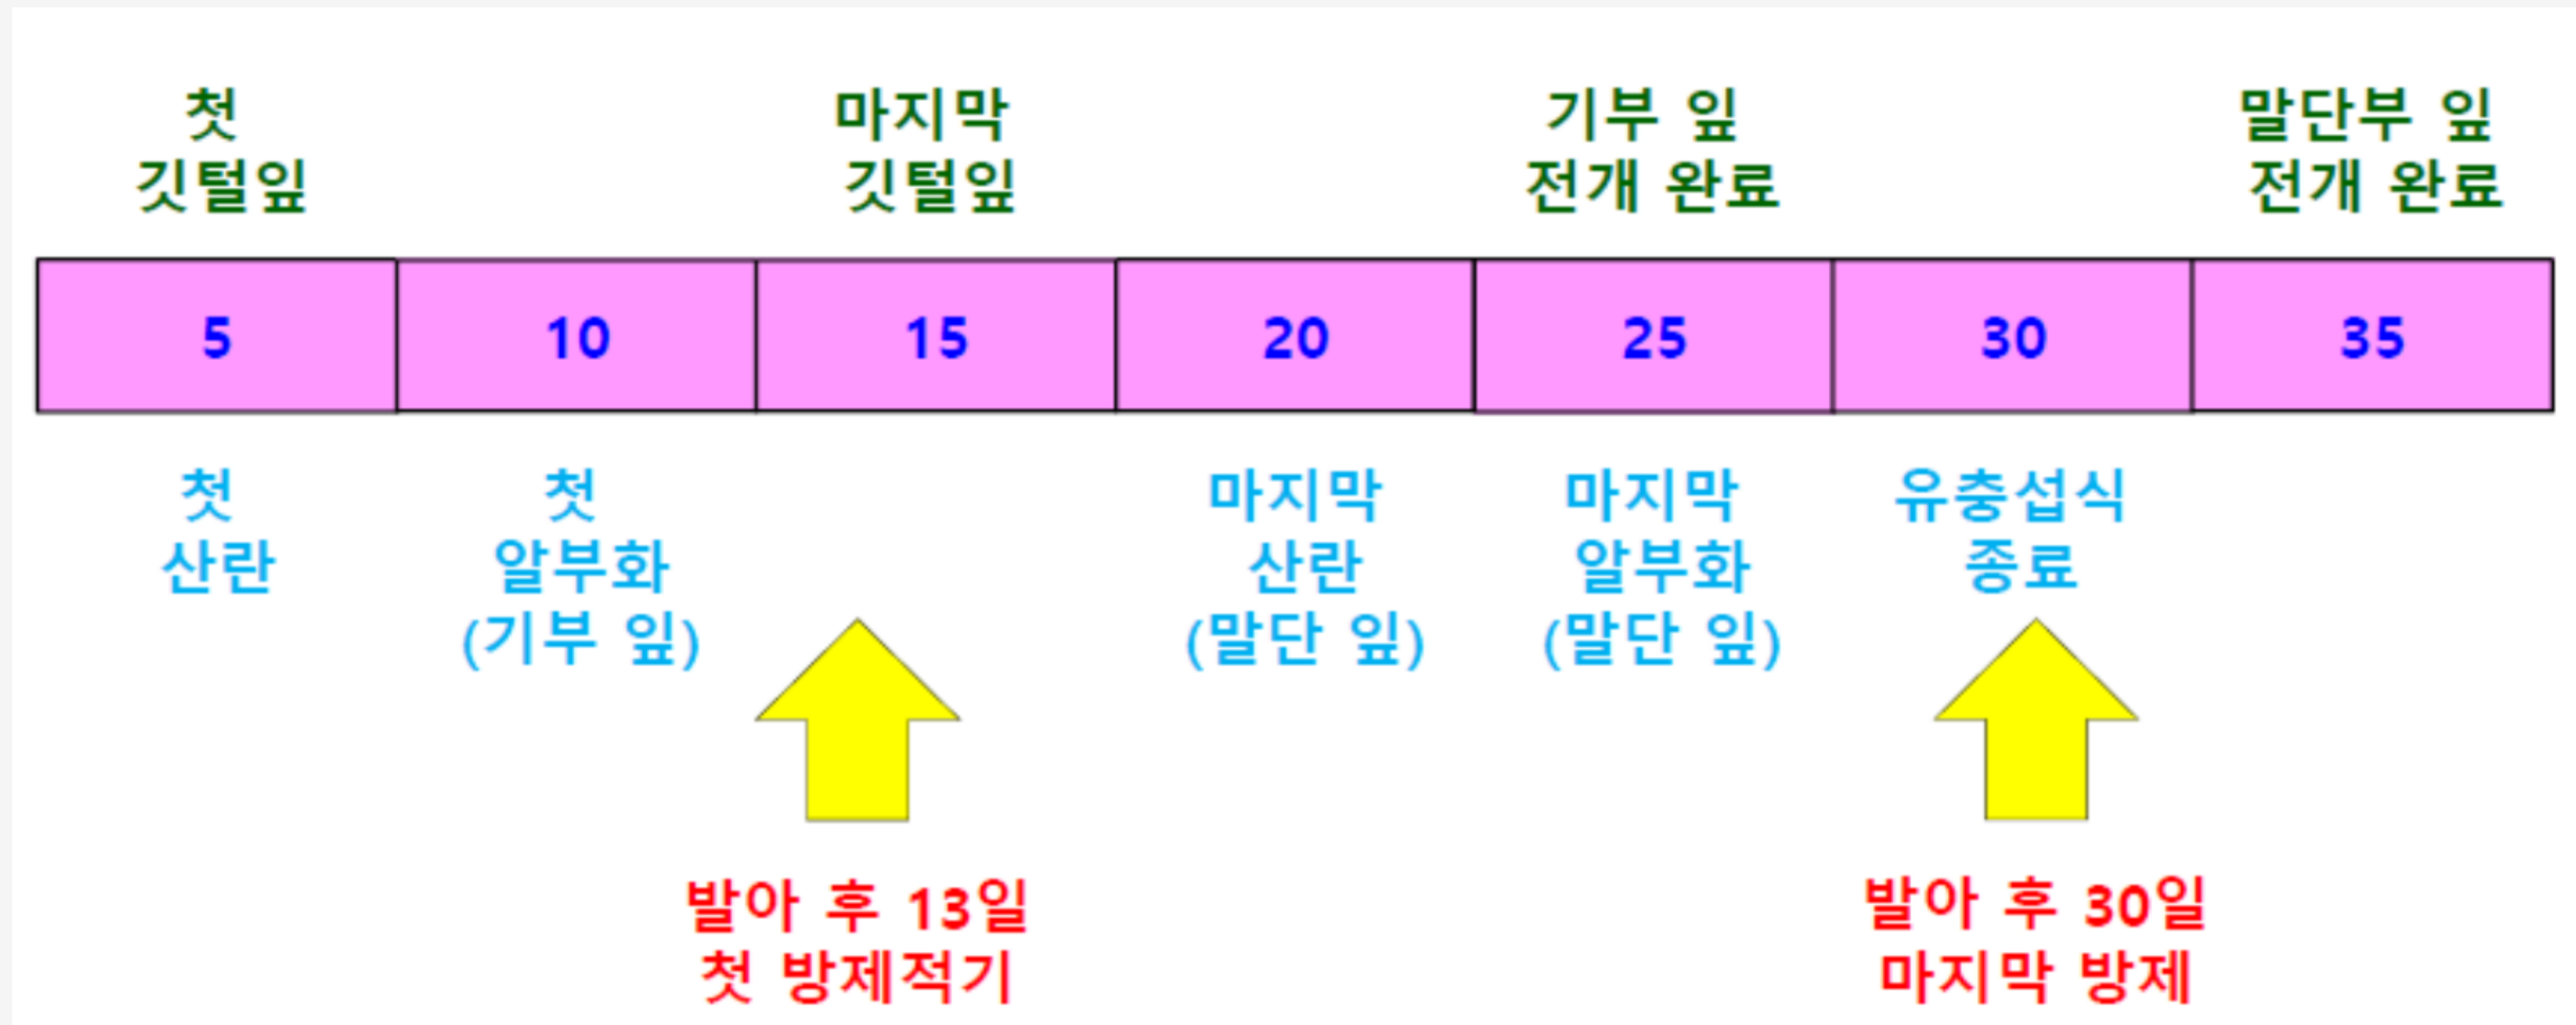 첫
깃털잎
마지막
깃털잎
기부 잎
전개 완료
말단부 잎
전개 완료
5
10
15
20
25
30
35
첫
산란
첫
알부화
(기부 잎)
마지막
산란
(말단 잎)
마지막
알부화
(말단 잎)
유충섭식
종료
발아 후 13일
첫 방제적기
발아 후 30일
마지막 방제